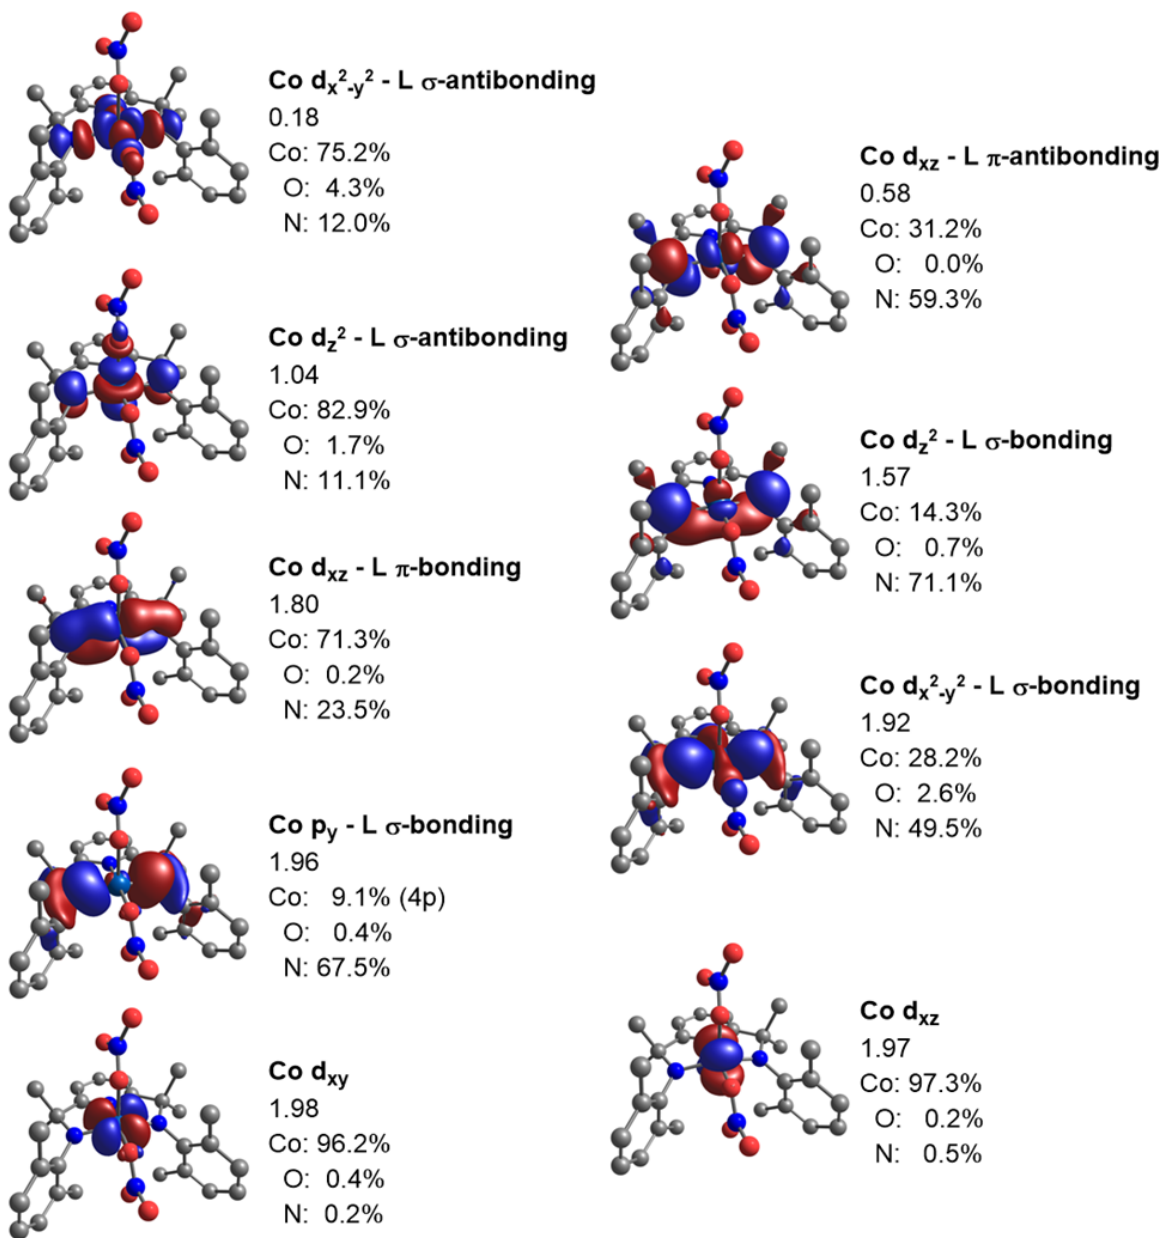 Co dx²-y² - L σ-antibonding
0.18
Co: 75.2%
O: 4.3%
N: 12.0%
Co dz² - L σ-antibonding
1.04
Co: 82.9%
O: 1.7%
N: 11.1%
Co dxz - L π-bonding
1.80
Co: 71.3%
O: 0.2%
N: 23.5%
Co py - L σ-bonding
1.96
Co: 9.1% (4p)
O: 0.4%
N: 67.5%
Co dxy
1.98
Co: 96.2%
O: 0.4%
N: 0.2%
Co dxz - L π-antibonding
0.58
Co: 31.2%
O: 0.0%
N: 59.3%
Co dz² - L σ-bonding
1.57
Co: 14.3%
O: 0.7%
N: 71.1%
Co dx²-y² - L σ-bonding
1.92
Co: 28.2%
O: 2.6%
N: 49.5%
Co dxz
1.97
Co: 97.3%
O: 0.2%
N: 0.5%